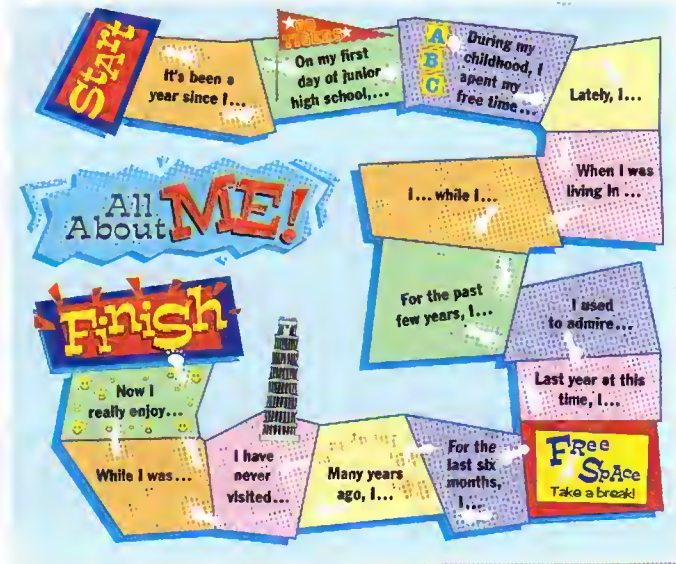 Start
It's been a
year since I...
GO
TIGERS
On my first
day of junior
high school,...
A
B
C
During my
childhood, I
spent my
free time...
Lately, I...
When I was
living in ...
I... while I...
For the past
few years, I...
I used
to admire...
Last year at this
time, I...
FREE
SPACE
Take a break!
For the
last six
months,
I...
Many years
ago, I...
I have
never
visited...
While I was...
Now I
really enjoy...
Finish
All
About ME!